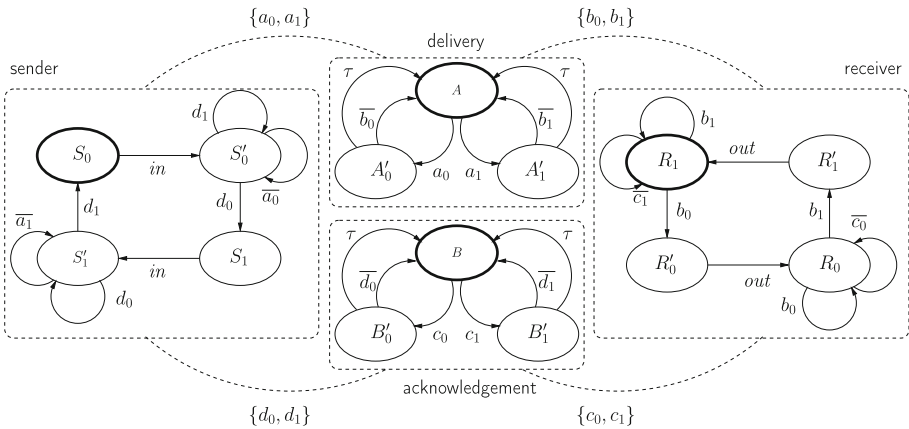 {a₀, a₁}
{b₀, b₁}
sender
delivery
receiver
d₁
S₀
in
S′₀
a̅₀̅
d₀
d₁
a̅₁̅
S′₁
in
S₁
d₀
τ
A
τ
b̅₀̅
b̅₁̅
A′₀
a₀
a₁
A′₁
τ
B
τ
d̅₀̅
d̅₁̅
B′₀
c₀
c₁
B′₁
acknowledgement
b₁
R₁
out
R′₁
c̅₁̅
b₀
b₁
c̅₀̅
R′₀
out
R₀
b₀
{d₀, d₁}
{c₀, c₁}